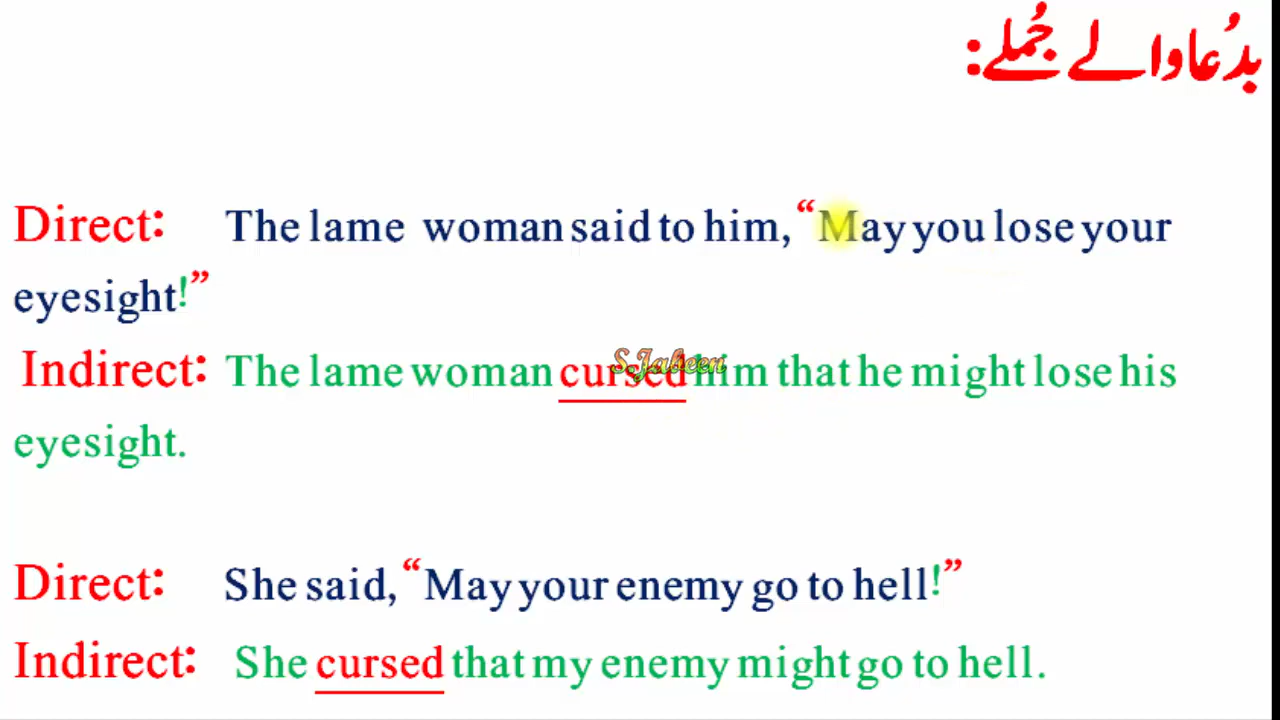 بدُعا والے جُملے:
Direct: The lame woman said to him, “May you lose your
eyesight!”
Indirect: The lame woman cursed him that he might lose his
eyesight.
S.Jabeen
Direct: She said, “May your enemy go to hell!”
Indirect: She cursed that my enemy might go to hell.